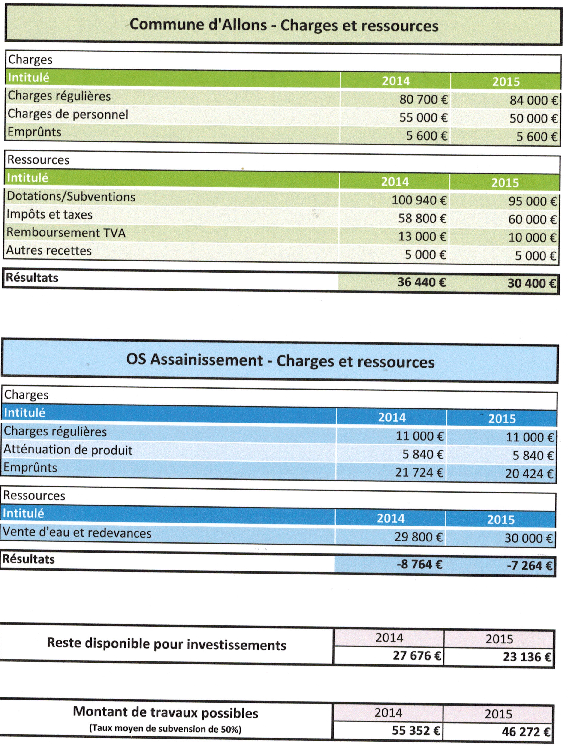 Commune d'Allons - Charges et ressources
Charges
Intitulé 2014 2015
Charges régulières 80 700 € 84 000 €
Charges de personnel 55 000 € 50 000 €
Emprûnts 5 600 € 5 600 €
Ressources
Intitulé 2014 2015
Dotations/Subventions 100 940 € 95 000 €
Impôts et taxes 58 800 € 60 000 €
Remboursement TVA 13 000 € 10 000 €
Autres recettes 5 000 € 5 000 €
Résultats 36 440 € 30 400 €
OS Assainissement - Charges et ressources
Charges
Intitulé 2014 2015
Charges régulières 11 000 € 11 000 €
Atténuation de produit 5 840 € 5 840 €
Emprûnts 21 724 € 20 424 €
Ressources
Intitulé 2014 2015
Vente d'eau et redevances 29 800 € 30 000 €
Résultats -8 764 € -7 264 €
Reste disponible pour investissements 2014 2015
27 676 € 23 136 €
Montant de travaux possibles 2014 2015
(Taux moyen de subvension de 50%) 55 352 € 46 272 €